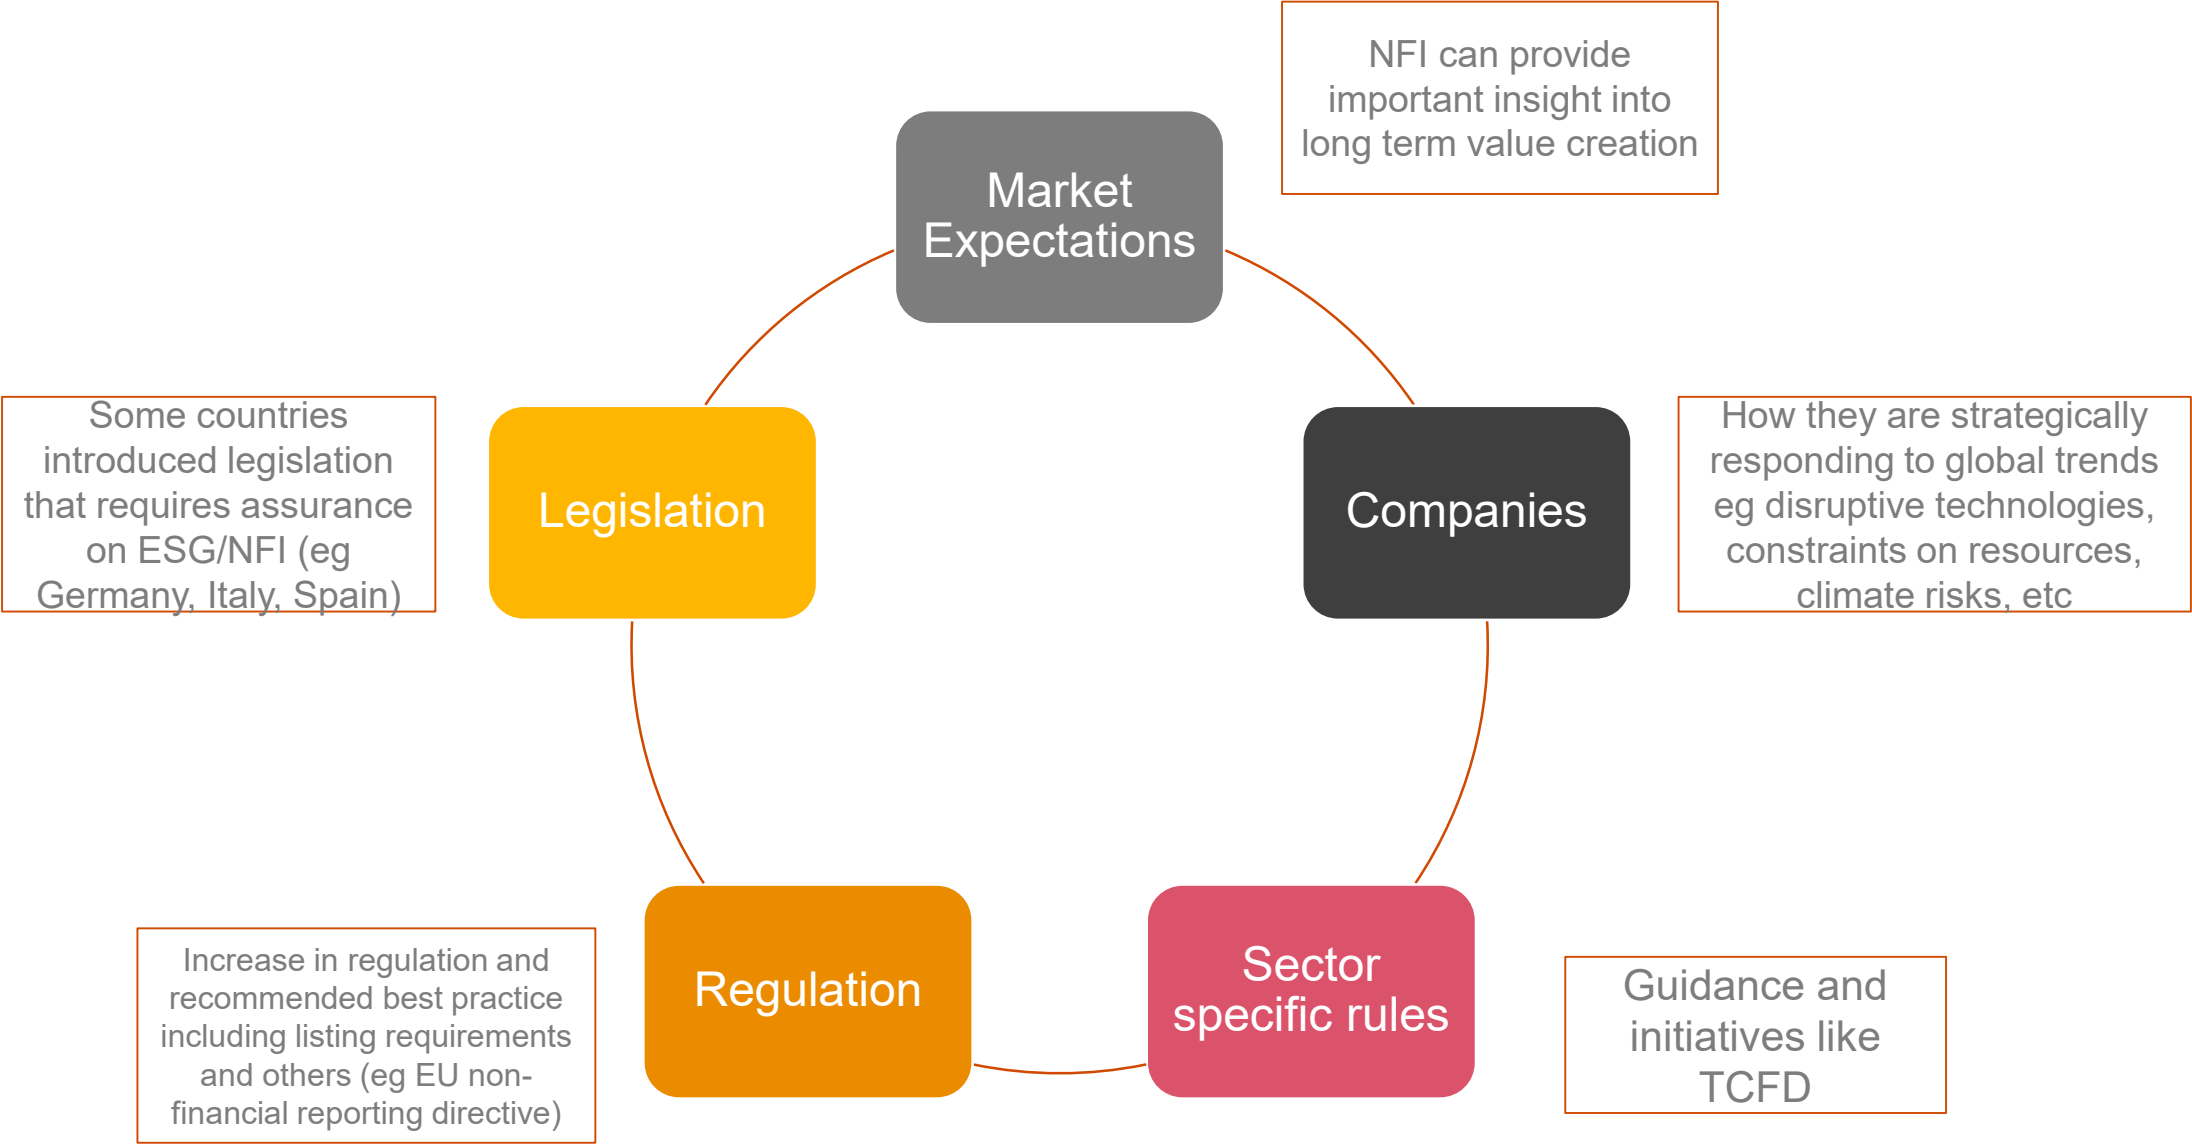 NFI can provide
important insight into
long term value creation
Market
Expectations
Some countries
introduced legislation
that requires assurance
on ESG/NFI (eg
Germany, Italy, Spain)
Legislation
Companies
How they are strategically
responding to global trends
eg disruptive technologies,
constraints on resources,
climate risks, etc
Increase in regulation and
recommended best practice
including listing requirements
and others (eg EU non-
financial reporting directive)
Regulation
Sector
specific rules
Guidance and
initiatives like
TCFD